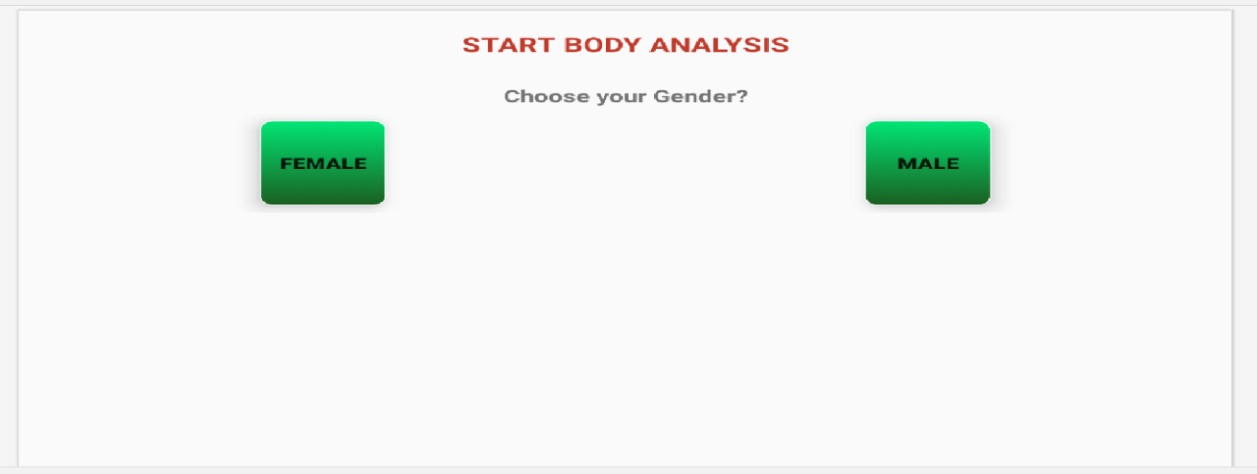 START BODY ANALYSIS
Choose your Gender?
FEMALE
MALE